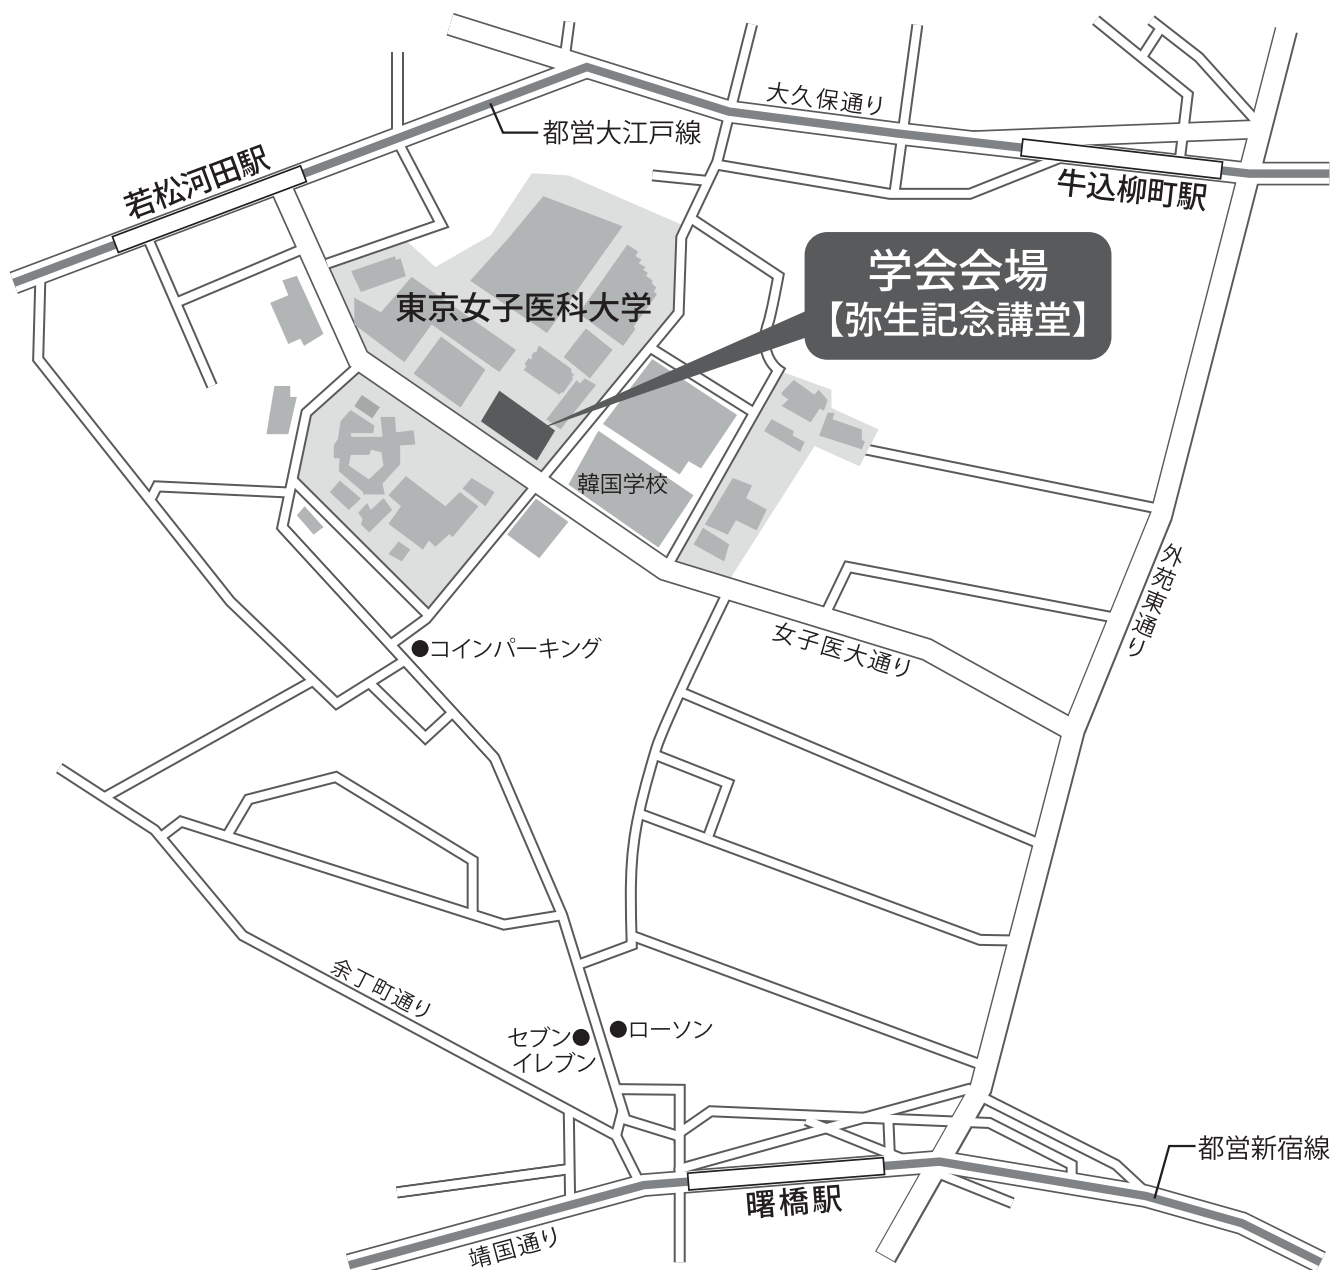 大久保通り
都営大江戸線
若松河田駅
牛込柳町駅
学会会場
【弥生記念講堂】
東京女子医科大学
韓国学校
外苑東通り
女子医大通り
コインパーキング
余丁町通り
セブン
イレブン
ローソン
都営新宿線
曙橋駅
靖国通り